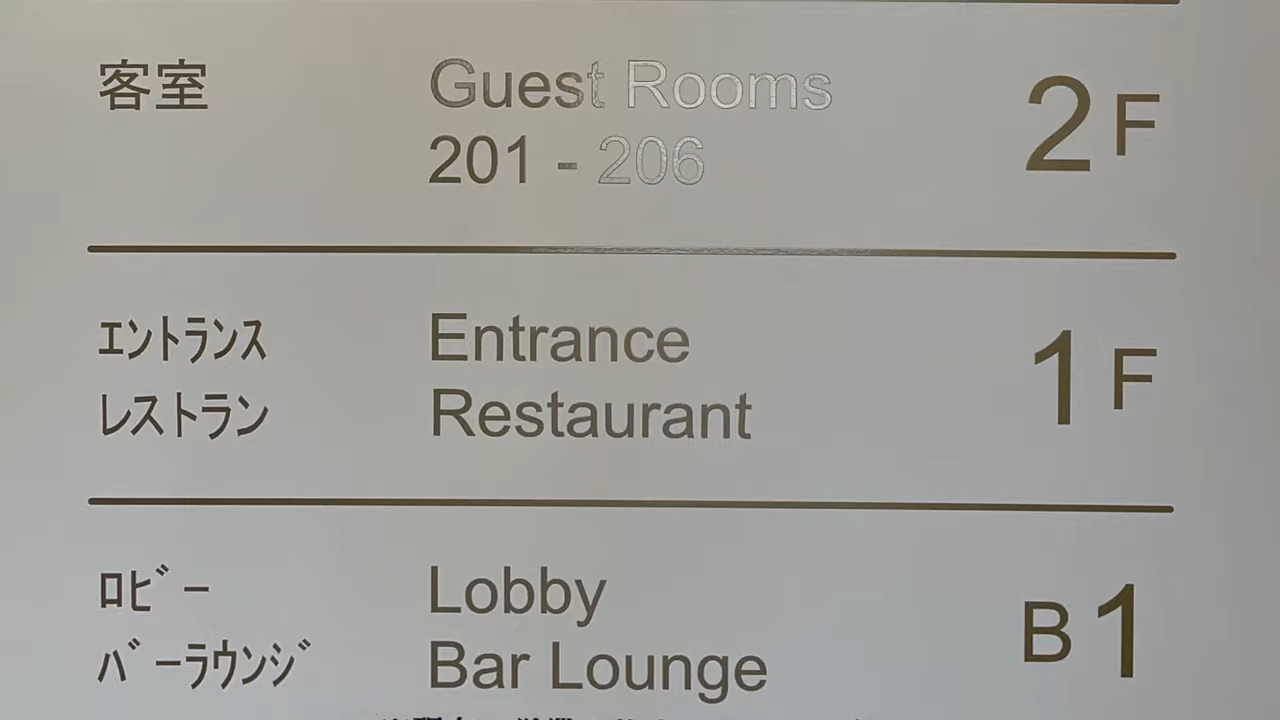 客室 Guest Rooms 2F
201 - 206
エントランス Entrance 1F
レストラン Restaurant
ロビー Lobby B1
バーラウンジ Bar Lounge